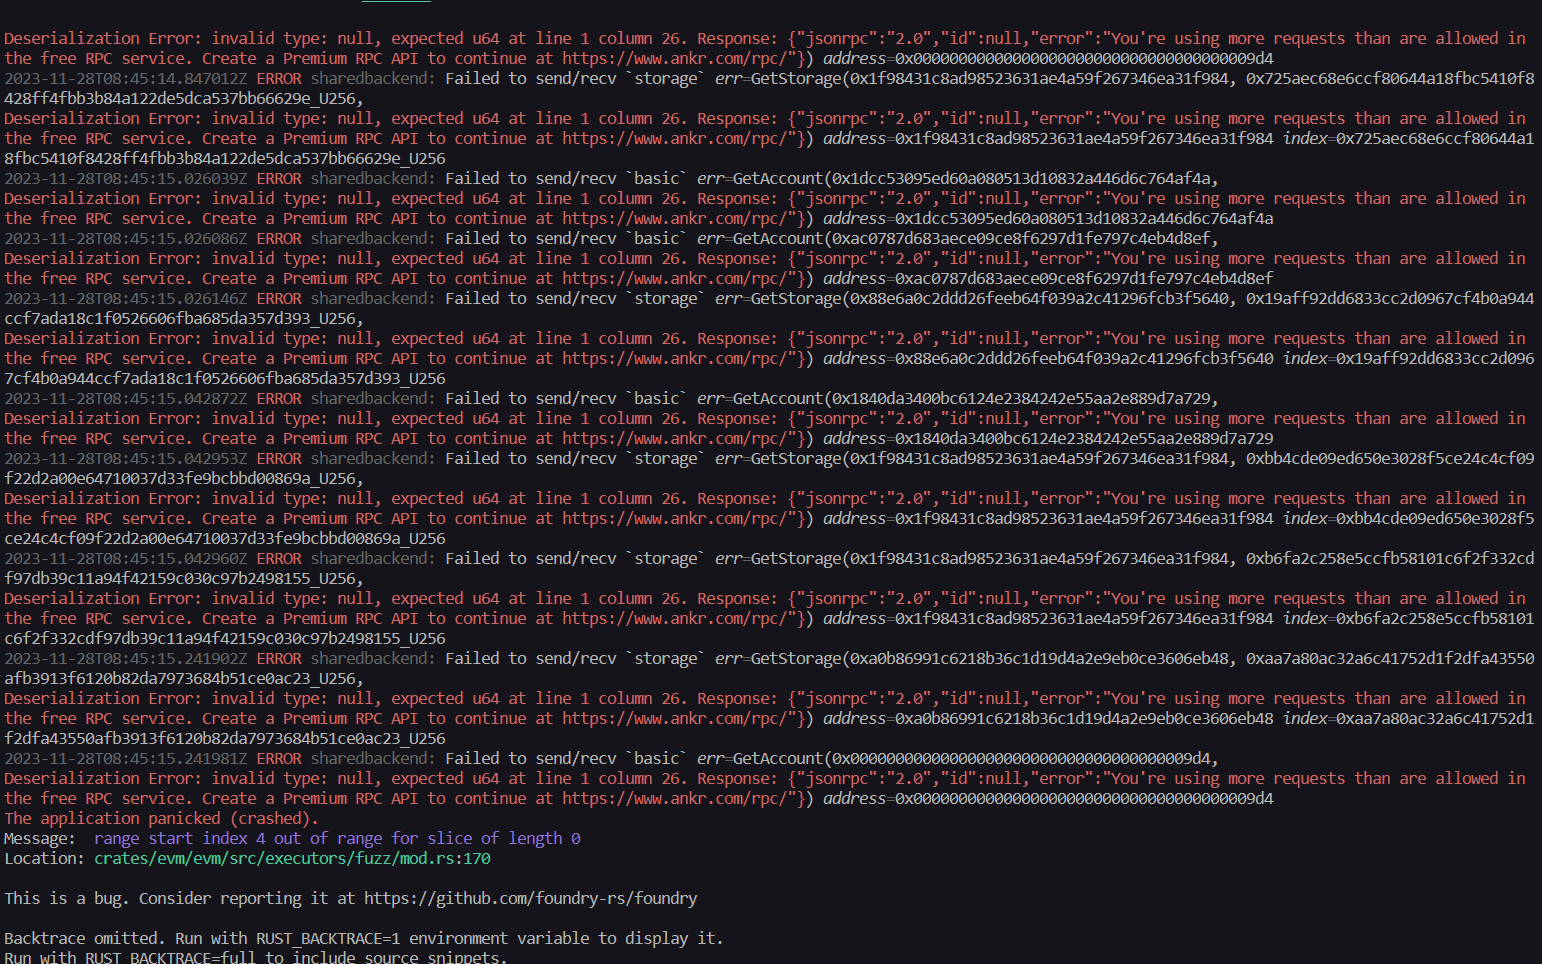 Deserialization Error: invalid type: null, expected u64 at line 1 column 26. Response: {"jsonrpc":"2.0","id":null,"error":"You're using more requests than are allowed in
the free RPC service. Create a Premium RPC API to continue at https://www.ankr.com/rpc/"}) address=0x00000000000000000000000000000000000009d4
2023-11-28T08:45:14.847012Z ERROR sharedbackend: Failed to send/recv `storage` err=GetStorage(0x1f98431c8ad98523631ae4a59f267346ea31f984, 0x725aec68e6ccf80644a18fbc5410f8
428ff4fbb3b84a122de5dca537bb66629e_U256,
Deserialization Error: invalid type: null, expected u64 at line 1 column 26. Response: {"jsonrpc":"2.0","id":null,"error":"You're using more requests than are allowed in
the free RPC service. Create a Premium RPC API to continue at https://www.ankr.com/rpc/"}) address=0x1f98431c8ad98523631ae4a59f267346ea31f984 index=0x725aec68e6ccf80644a1
8fbc5410f8428ff4fbb3b84a122de5dca537bb66629e_U256
2023-11-28T08:45:15.026039Z ERROR sharedbackend: Failed to send/recv `basic` err=GetAccount(0x1dcc53095ed60a080513d10832a446d6c764af4a,
Deserialization Error: invalid type: null, expected u64 at line 1 column 26. Response: {"jsonrpc":"2.0","id":null,"error":"You're using more requests than are allowed in
the free RPC service. Create a Premium RPC API to continue at https://www.ankr.com/rpc/"}) address=0x1dcc53095ed60a080513d10832a446d6c764af4a
2023-11-28T08:45:15.026086Z ERROR sharedbackend: Failed to send/recv `basic` err=GetAccount(0xac0787d683aece09ce8f6297d1fe797c4eb4d8ef,
Deserialization Error: invalid type: null, expected u64 at line 1 column 26. Response: {"jsonrpc":"2.0","id":null,"error":"You're using more requests than are allowed in
the free RPC service. Create a Premium RPC API to continue at https://www.ankr.com/rpc/"}) address=0xac0787d683aece09ce8f6297d1fe797c4eb4d8ef
2023-11-28T08:45:15.026146Z ERROR sharedbackend: Failed to send/recv `storage` err=GetStorage(0x88e6a0c2ddd26feeb64f039a2c41296fcb3f5640, 0x19aff92dd6833cc2d0967cf4b0a944
ccf7ada18c1f0526606fba685da357d393_U256,
Deserialization Error: invalid type: null, expected u64 at line 1 column 26. Response: {"jsonrpc":"2.0","id":null,"error":"You're using more requests than are allowed in
the free RPC service. Create a Premium RPC API to continue at https://www.ankr.com/rpc/"}) address=0x88e6a0c2ddd26feeb64f039a2c41296fcb3f5640 index=0x19aff92dd6833cc2d096
7cf4b0a944ccf7ada18c1f0526606fba685da357d393_U256
2023-11-28T08:45:15.042872Z ERROR sharedbackend: Failed to send/recv `basic` err=GetAccount(0x1840da3400bc6124e2384242e55aa2e889d7a729,
Deserialization Error: invalid type: null, expected u64 at line 1 column 26. Response: {"jsonrpc":"2.0","id":null,"error":"You're using more requests than are allowed in
the free RPC service. Create a Premium RPC API to continue at https://www.ankr.com/rpc/"}) address=0x1840da3400bc6124e2384242e55aa2e889d7a729
2023-11-28T08:45:15.042953Z ERROR sharedbackend: Failed to send/recv `storage` err=GetStorage(0x1f98431c8ad98523631ae4a59f267346ea31f984, 0xbb4cde09ed650e3028f5ce24c4cf09
f22d2a00e64710037d33fe9bcbbd00869a_U256,
Deserialization Error: invalid type: null, expected u64 at line 1 column 26. Response: {"jsonrpc":"2.0","id":null,"error":"You're using more requests than are allowed in
the free RPC service. Create a Premium RPC API to continue at https://www.ankr.com/rpc/"}) address=0x1f98431c8ad98523631ae4a59f267346ea31f984 index=0xbb4cde09ed650e3028f5
ce24c4cf09f22d2a00e64710037d33fe9bcbbd00869a_U256
2023-11-28T08:45:15.042960Z ERROR sharedbackend: Failed to send/recv `storage` err=GetStorage(0x1f98431c8ad98523631ae4a59f267346ea31f984, 0xb6fa2c258e5ccfb58101c6f2f332cd
f97db39c11a94f42159c030c97b2498155_U256,
Deserialization Error: invalid type: null, expected u64 at line 1 column 26. Response: {"jsonrpc":"2.0","id":null,"error":"You're using more requests than are allowed in
the free RPC service. Create a Premium RPC API to continue at https://www.ankr.com/rpc/"}) address=0x1f98431c8ad98523631ae4a59f267346ea31f984 index=0xb6fa2c258e5ccfb58101
c6f2f332cdf97db39c11a94f42159c030c97b2498155_U256
2023-11-28T08:45:15.241902Z ERROR sharedbackend: Failed to send/recv `storage` err=GetStorage(0xa0b86991c6218b36c1d19d4a2e9eb0ce3606eb48, 0xaa7a80ac32a6c41752d1f2dfa43550
afb3913f6120b82da7973684b51ce0ac23_U256,
Deserialization Error: invalid type: null, expected u64 at line 1 column 26. Response: {"jsonrpc":"2.0","id":null,"error":"You're using more requests than are allowed in
the free RPC service. Create a Premium RPC API to continue at https://www.ankr.com/rpc/"}) address=0xa0b86991c6218b36c1d19d4a2e9eb0ce3606eb48 index=0xaa7a80ac32a6c41752d1
f2dfa43550afb3913f6120b82da7973684b51ce0ac23_U256
2023-11-28T08:45:15.241981Z ERROR sharedbackend: Failed to send/recv `basic` err=GetAccount(0x00000000000000000000000000000000000009d4,
Deserialization Error: invalid type: null, expected u64 at line 1 column 26. Response: {"jsonrpc":"2.0","id":null,"error":"You're using more requests than are allowed in
the free RPC service. Create a Premium RPC API to continue at https://www.ankr.com/rpc/"}) address=0x00000000000000000000000000000000000009d4
The application panicked (crashed).
Message:  range start index 4 out of range for slice of length 0
Location: crates/evm/evm/src/executors/fuzz/mod.rs:170
This is a bug. Consider reporting it at https://github.com/foundry-rs/foundry
Backtrace omitted. Run with RUST_BACKTRACE=1 environment variable to display it.
Run with RUST_BACKTRACE=full to include source snippets.